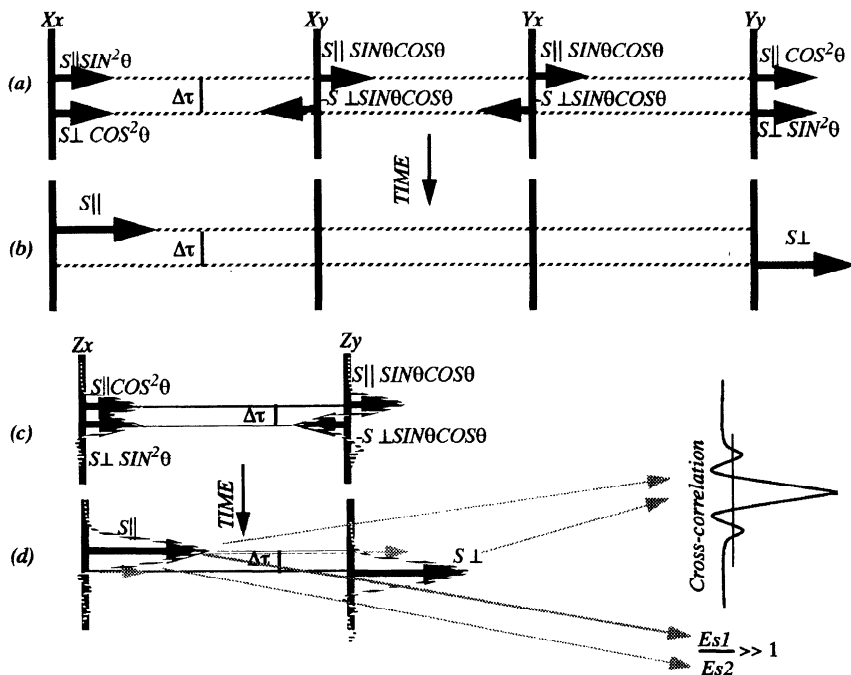 Xx Xy Yx Yy
S||SIN²θ S|| SINθCOSθ S|| SINθCOSθ S|| COS²θ
(a) Δτ
-S⊥SINθCOSθ -S⊥SINθCOSθ
S⊥ COS²θ S⊥ SIN²θ
TIME
S||
(b) Δτ S⊥
Zx Zy
S||COS²θ S|| SINθCOSθ
(c) Δτ
S⊥ SIN²θ -S⊥SINθCOSθ
TIME
(d) S|| Δτ S⊥
Cross-correlation
Es1
Es2 >> 1